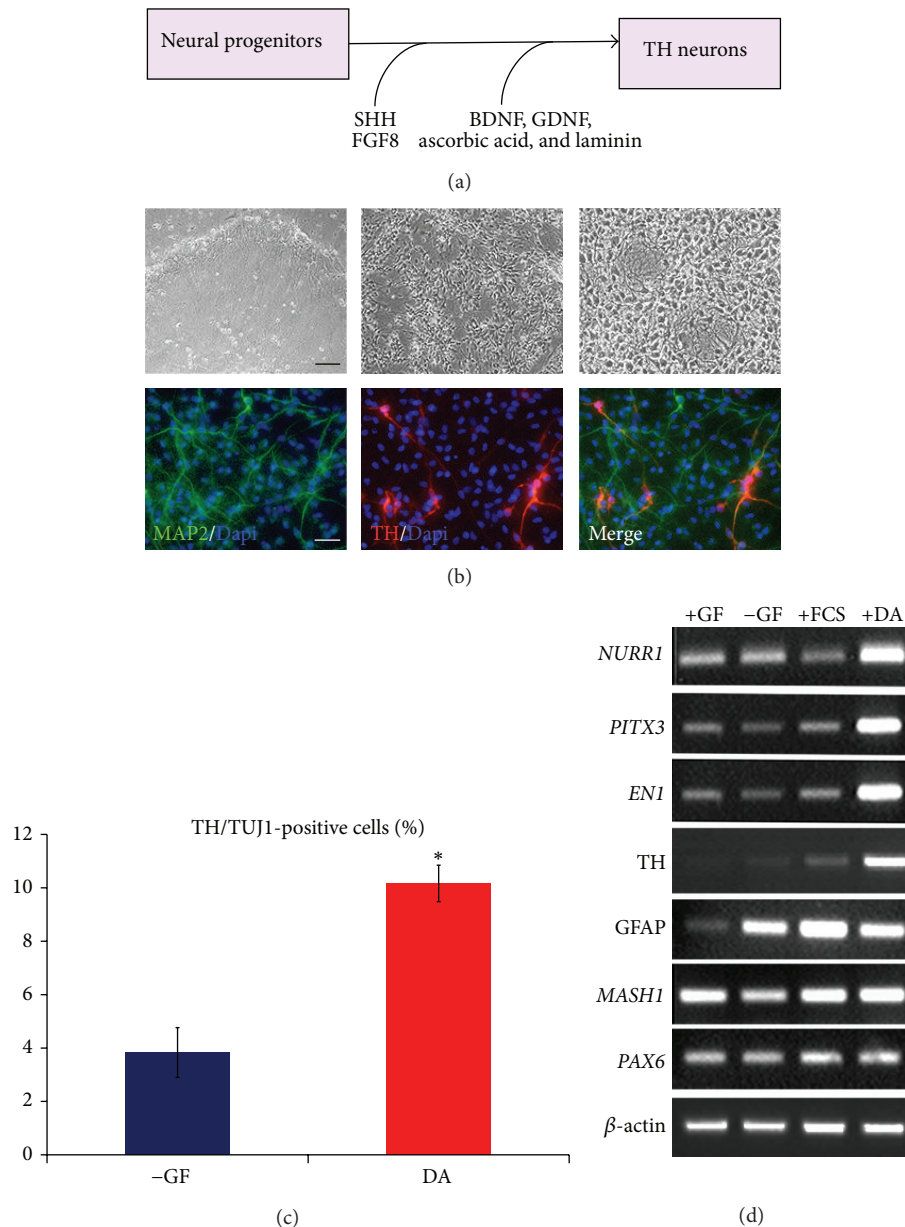 Neural progenitors
TH neurons
SHH
FGF8
BDNF, GDNF,
ascorbic acid, and laminin
(a)
MAP2/Dapi
TH/Dapi
Merge
(b)
TH/TUJ1-positive cells (%)
12
10
8
6
4
2
0
*
−GF
DA
(c)
+GF −GF +FCS +DA
NURR1
PITX3
EN1
TH
GFAP
MASH1
PAX6
β-actin
(d)